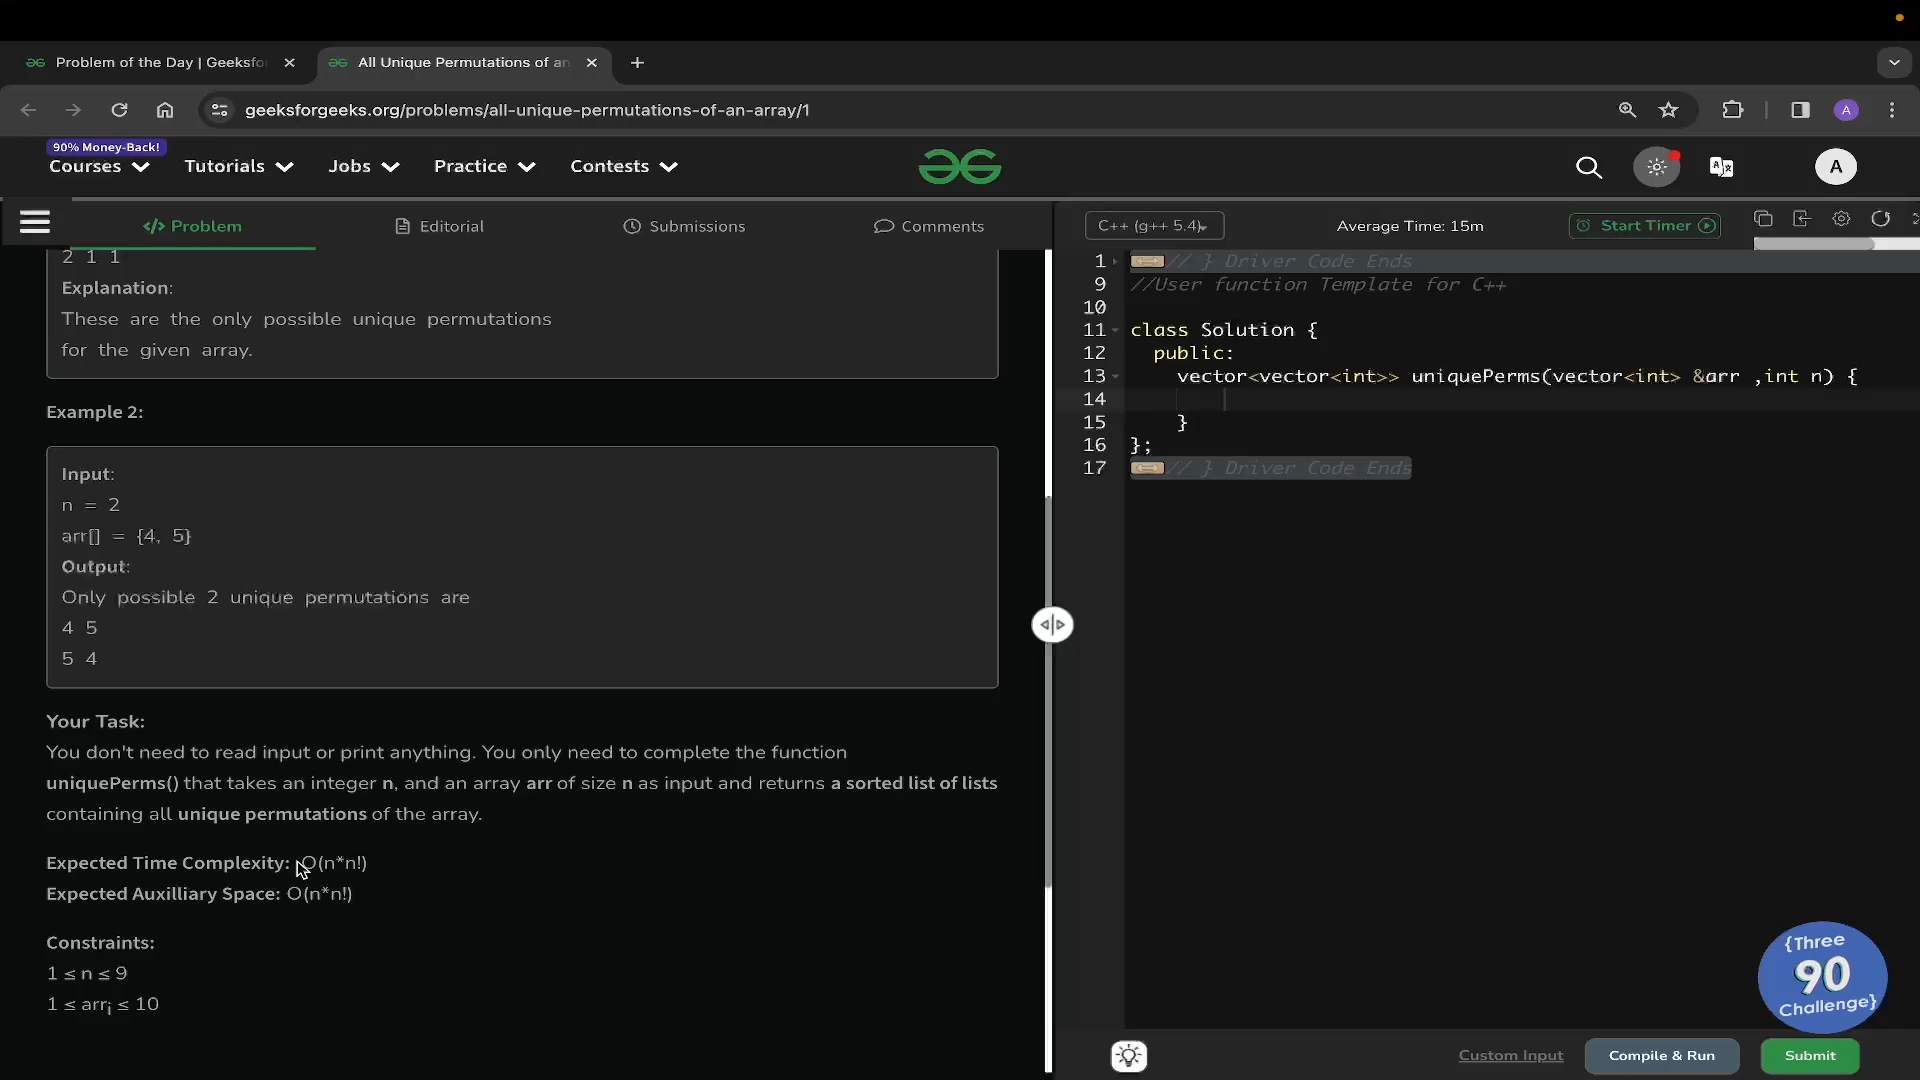 Problem of the Day | Geeksfo
All Unique Permutations of an
geeksforgeeks.org/problems/all-unique-permutations-of-an-array/1
A
90% Money-Back!
Courses
Tutorials
Jobs
Practice
Contests
A
Problem
Editorial
Submissions
Comments
2 1 1
Explanation:
These are the only possible unique permutations
for the given array.
Example 2:
Input:
n = 2
arr[] = {4, 5}
Output:
Only possible 2 unique permutations are
4 5
5 4
Your Task:
You don't need to read input or print anything. You only need to complete the function
uniquePerms() that takes an integer n, and an array arr of size n as input and returns a sorted list of lists
containing all unique permutations of the array.
Expected Time Complexity: O(n*n!)
Expected Auxilliary Space: O(n*n!)
Constraints:
1 ≤ n ≤ 9
1 ≤ arri ≤ 10
C++ (g++ 5.4)
Average Time: 15m
Start Timer
1 // } Driver Code Ends
9 //User function Template for C++
10
11 class Solution {
12 public:
13 vector<vector<int>> uniquePerms(vector<int> &arr ,int n) {
14
15 }
16 };
17 // } Driver Code Ends
{Three
90
Challenge}
Custom Input
Compile & Run
Submit